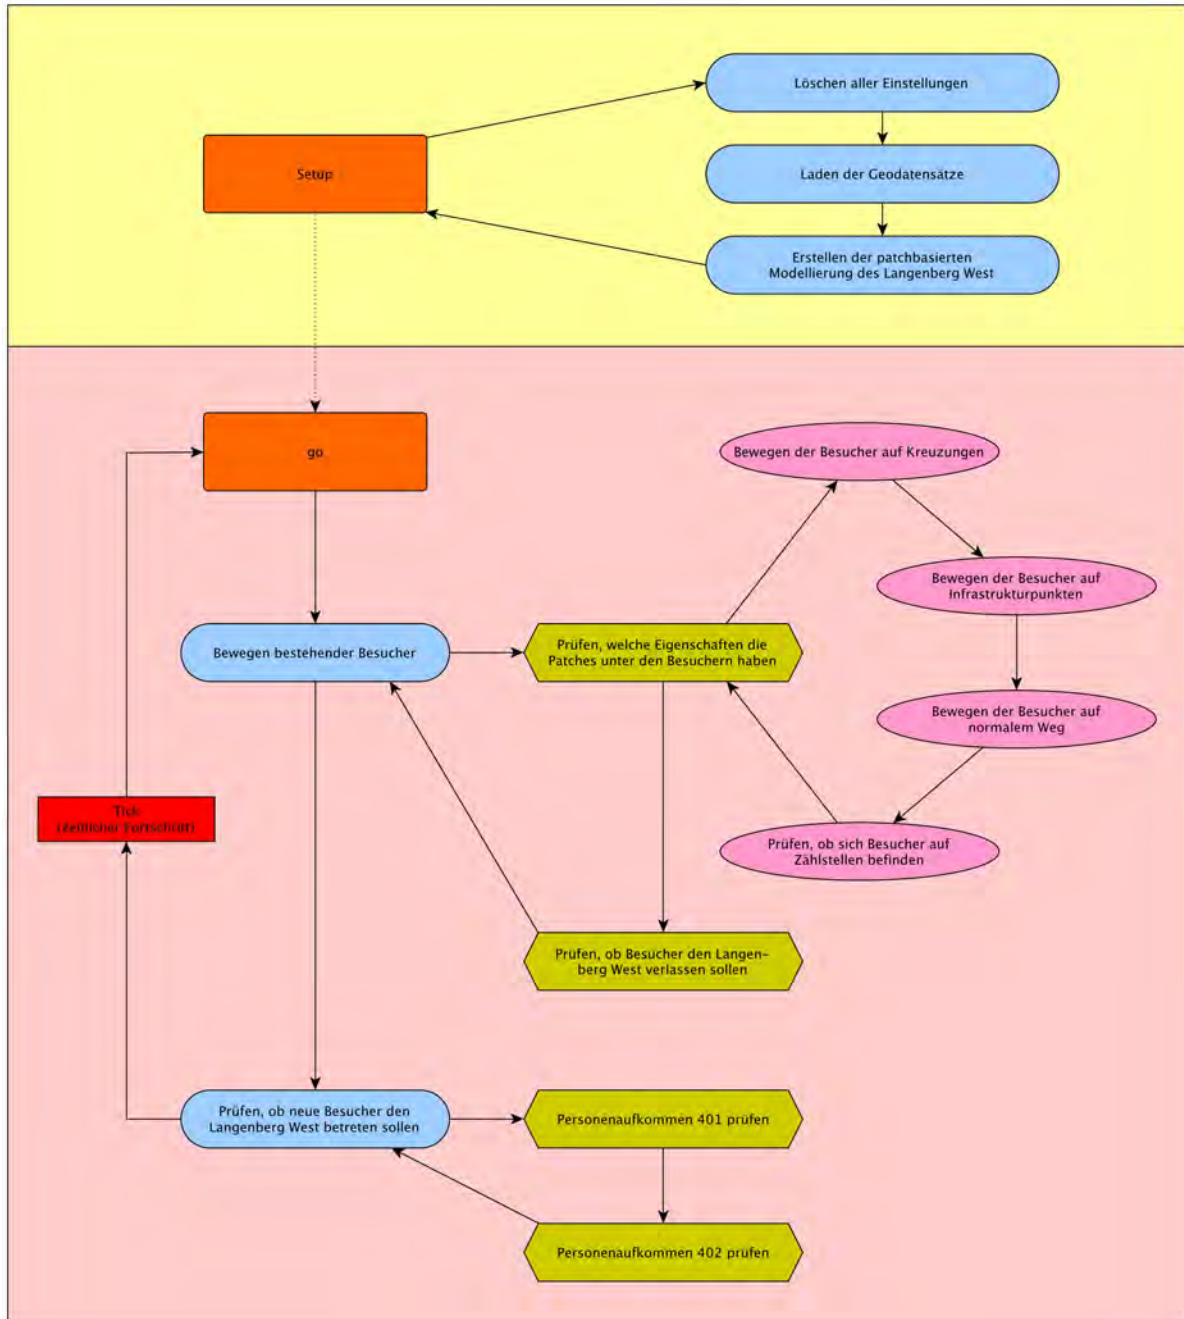 Löschen aller Einstellungen
Setup
Laden der Geodatensätze
Erstellen der patchbasierten
Modellierung des Langenberg West
go
Bewegen der Besucher auf Kreuzungen
Bewegen der Besucher auf
Infrastrukturpunkten
Bewegen bestehender Besucher
Prüfen, welche Eigenschaften die
Patches unter den Besuchern haben
Bewegen der Besucher auf
normalem Weg
Tick
(zeitlicher Fortschritt)
Prüfen, ob sich Besucher auf
Zählstellen befinden
Prüfen, ob Besucher den Langen-
berg West verlassen sollen
Prüfen, ob neue Besucher den
Langenberg West betreten sollen
Personenaufkommen 401 prüfen
Personenaufkommen 402 prüfen